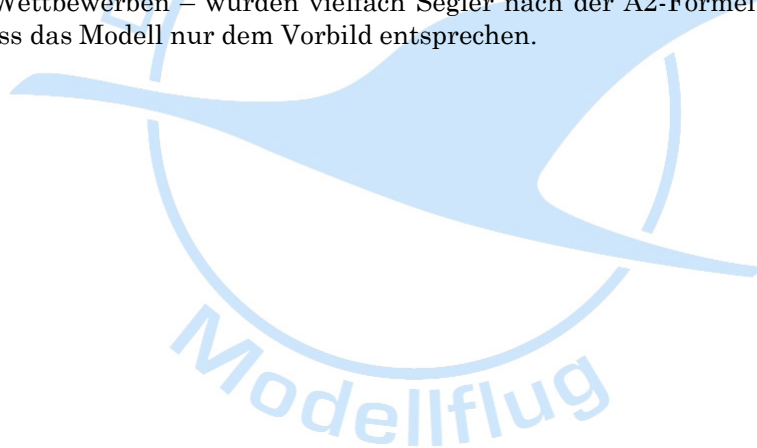 Wettbewerben – wurden vielfach Segler nach der A2-Formel
ss das Modell nur dem Vorbild entsprechen.
Modellflug